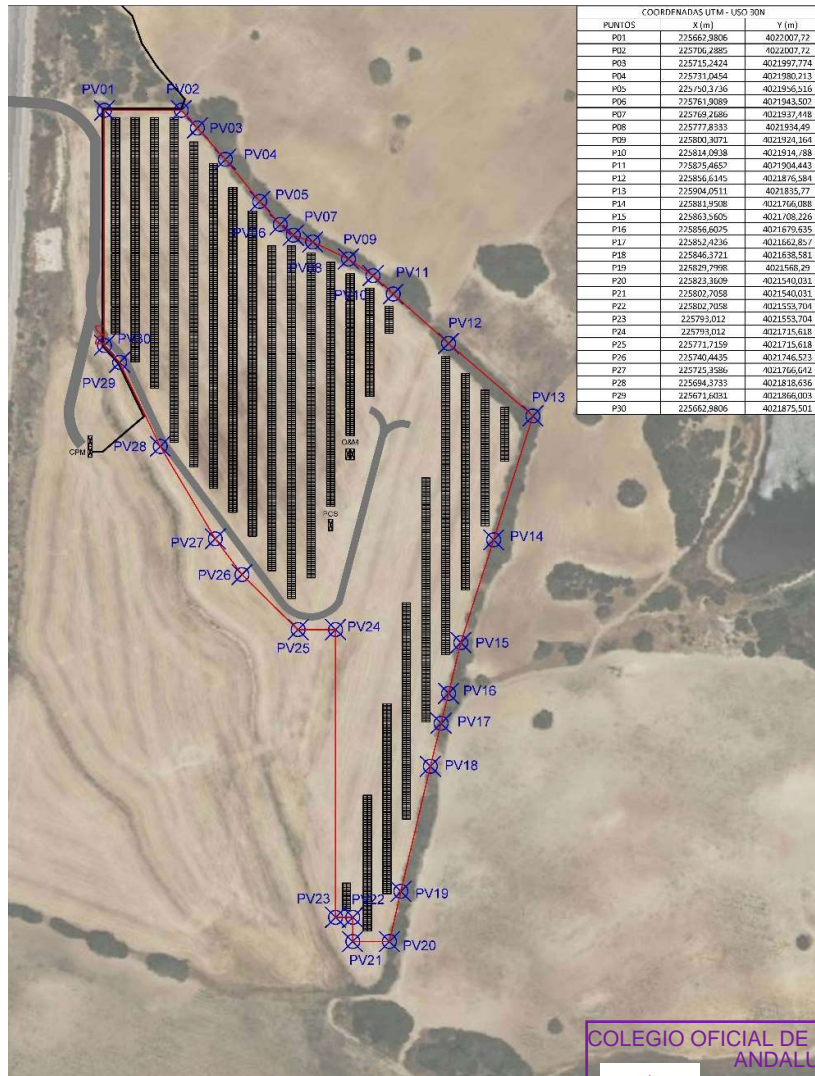 COORDENADAS UTM - USO 30N
PUNTOS X (m) Y (m)
P01 225662,9806 4022007,72
P02 225706,2885 4022007,72
P03 225715,2424 4021997,774
P04 225731,0454 4021980,213
P05 225750,3736 4021956,516
P06 225761,9089 4021943,502
P07 225769,2686 4021937,448
P08 225777,8333 4021934,49
P09 225800,3071 4021924,164
P10 225814,0938 4021914,788
P11 225825,4652 4021904,443
P12 225856,6145 4021876,584
P13 225904,0511 4021835,77
P14 225881,9508 4021766,088
P15 225863,5605 4021708,226
P16 225856,6025 4021679,635
P17 225852,4236 4021662,857
P18 225846,3721 4021638,581
P19 225829,7998 4021568,29
P20 225823,3609 4021540,031
P21 225802,7058 4021540,031
P22 225802,7058 4021553,704
P23 225793,012 4021553,704
P24 225793,012 4021715,618
P25 225771,7159 4021715,618
P26 225740,4435 4021746,523
P27 225725,3586 4021766,642
P28 225694,3733 4021818,636
P29 225671,6031 4021866,003
P30 225662,9806 4021875,501
PV01
PV02
PV03
PV04
PV05
PV07
PV09
PV11
PV12
PV30
PV29
PV13
O&M
PV28
CPM
PCS
PV14
PV27
PV26
PV25
PV24
PV15
PV16
PV17
PV18
PV19
PV23
PV22
PV21
PV20
COLEGIO OFICIAL DE
ANDALU